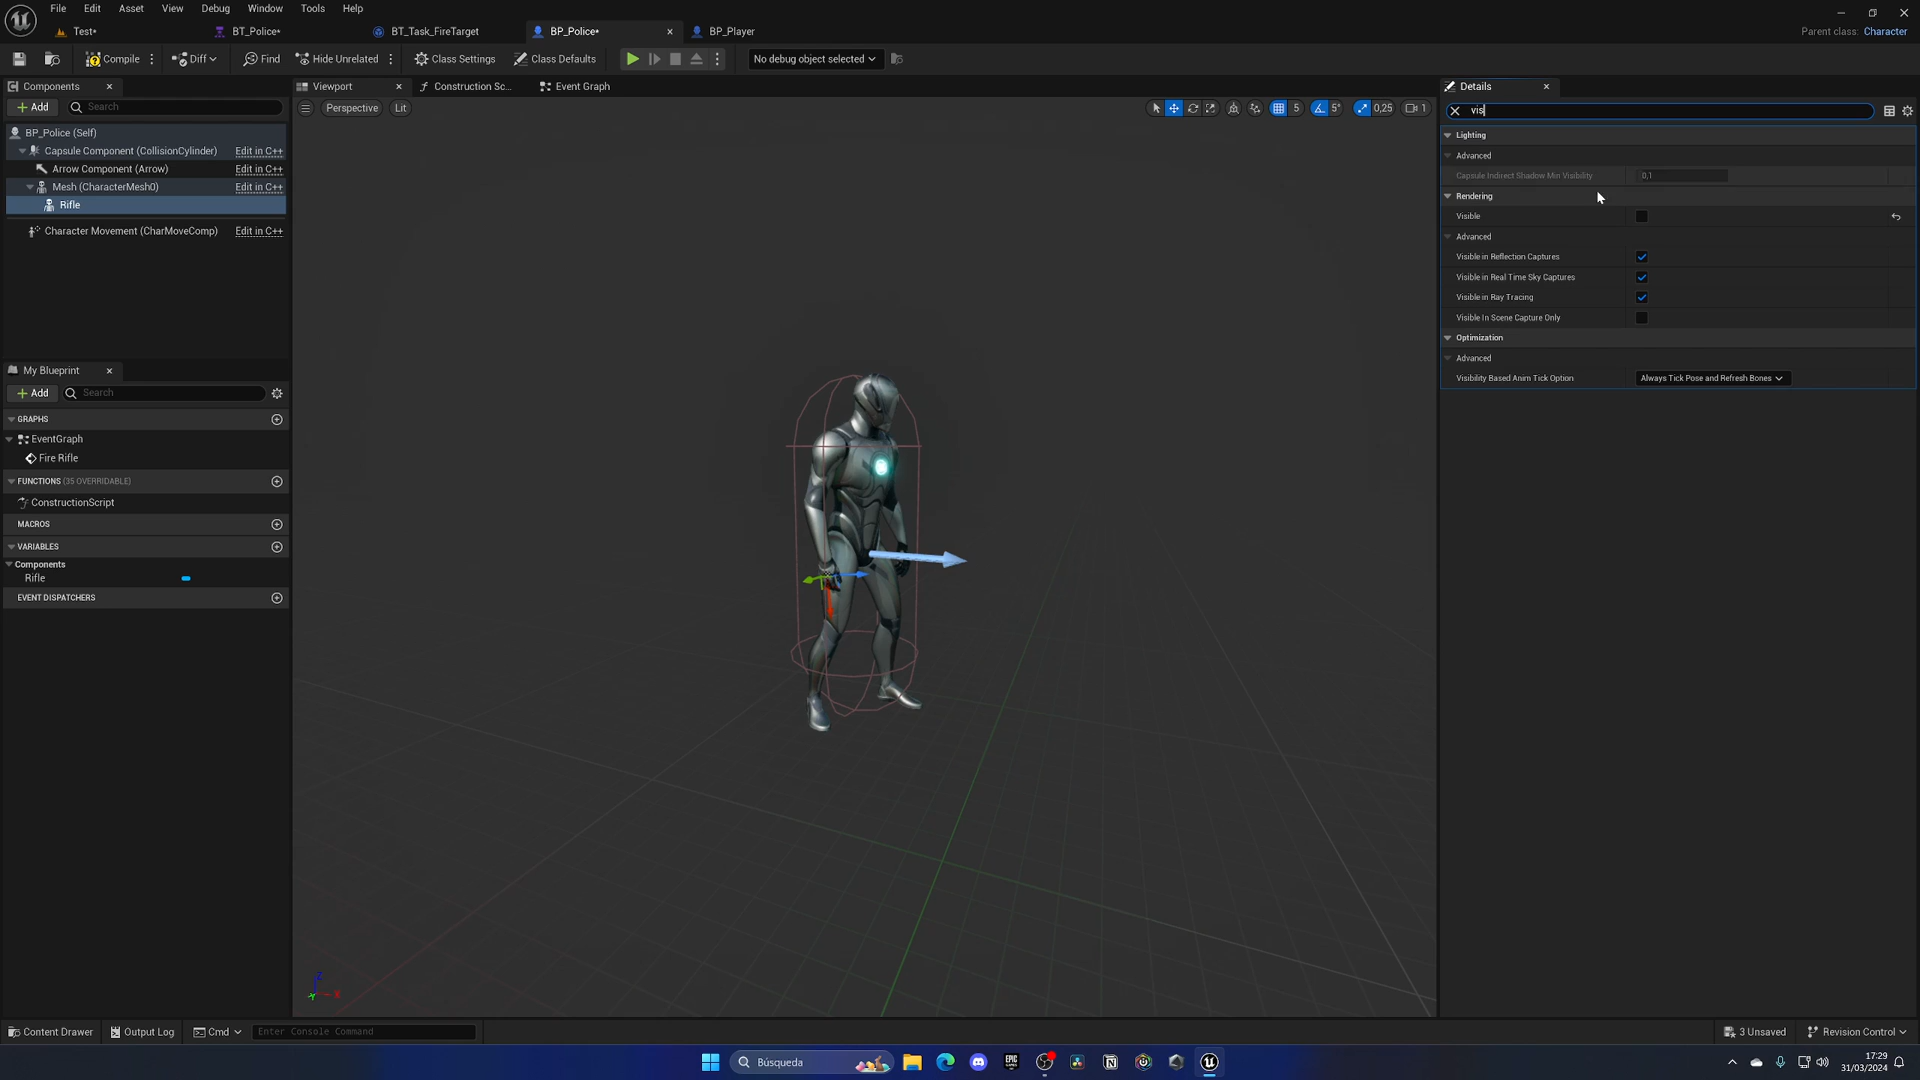 File Edit Asset View Debug Window Tools Help
Test* BT_Police* BT_Task_FireTarget BP_Police* BP_Player Parent class: Character
Compile Diff Find Hide Unrelated Class Settings Class Defaults No debug object selected
Components Viewport Construction Sc... Event Graph Details
Add Search Perspective Lit 5 5° 0,25 1 vis
BP_Police (Self)
Capsule Component (CollisionCylinder) Edit in C++
Arrow Component (Arrow) Edit in C++
Mesh (CharacterMesh0) Edit in C++
Rifle
Character Movement (CharMoveComp) Edit in C++
Lighting
Advanced
Capsule Indirect Shadow Min Visibility 0,1
Rendering
Visible
Advanced
Visible in Reflection Captures
Visible in Real Time Sky Captures
Visible in Ray Tracing
Visible In Scene Capture Only
Optimization
Advanced
Visibility Based Anim Tick Option Always Tick Pose and Refresh Bones
My Blueprint
Add Search
GRAPHS
EventGraph
Fire Rifle
FUNCTIONS (35 OVERRIDABLE)
ConstructionScript
MACROS
VARIABLES
Components
Rifle
EVENT DISPATCHERS
Z
Y X
Content Drawer Output Log Cmd Enter Console Command 3 Unsaved Revision Control
Búsqueda EPIC GAMES 17:29
31/03/2024